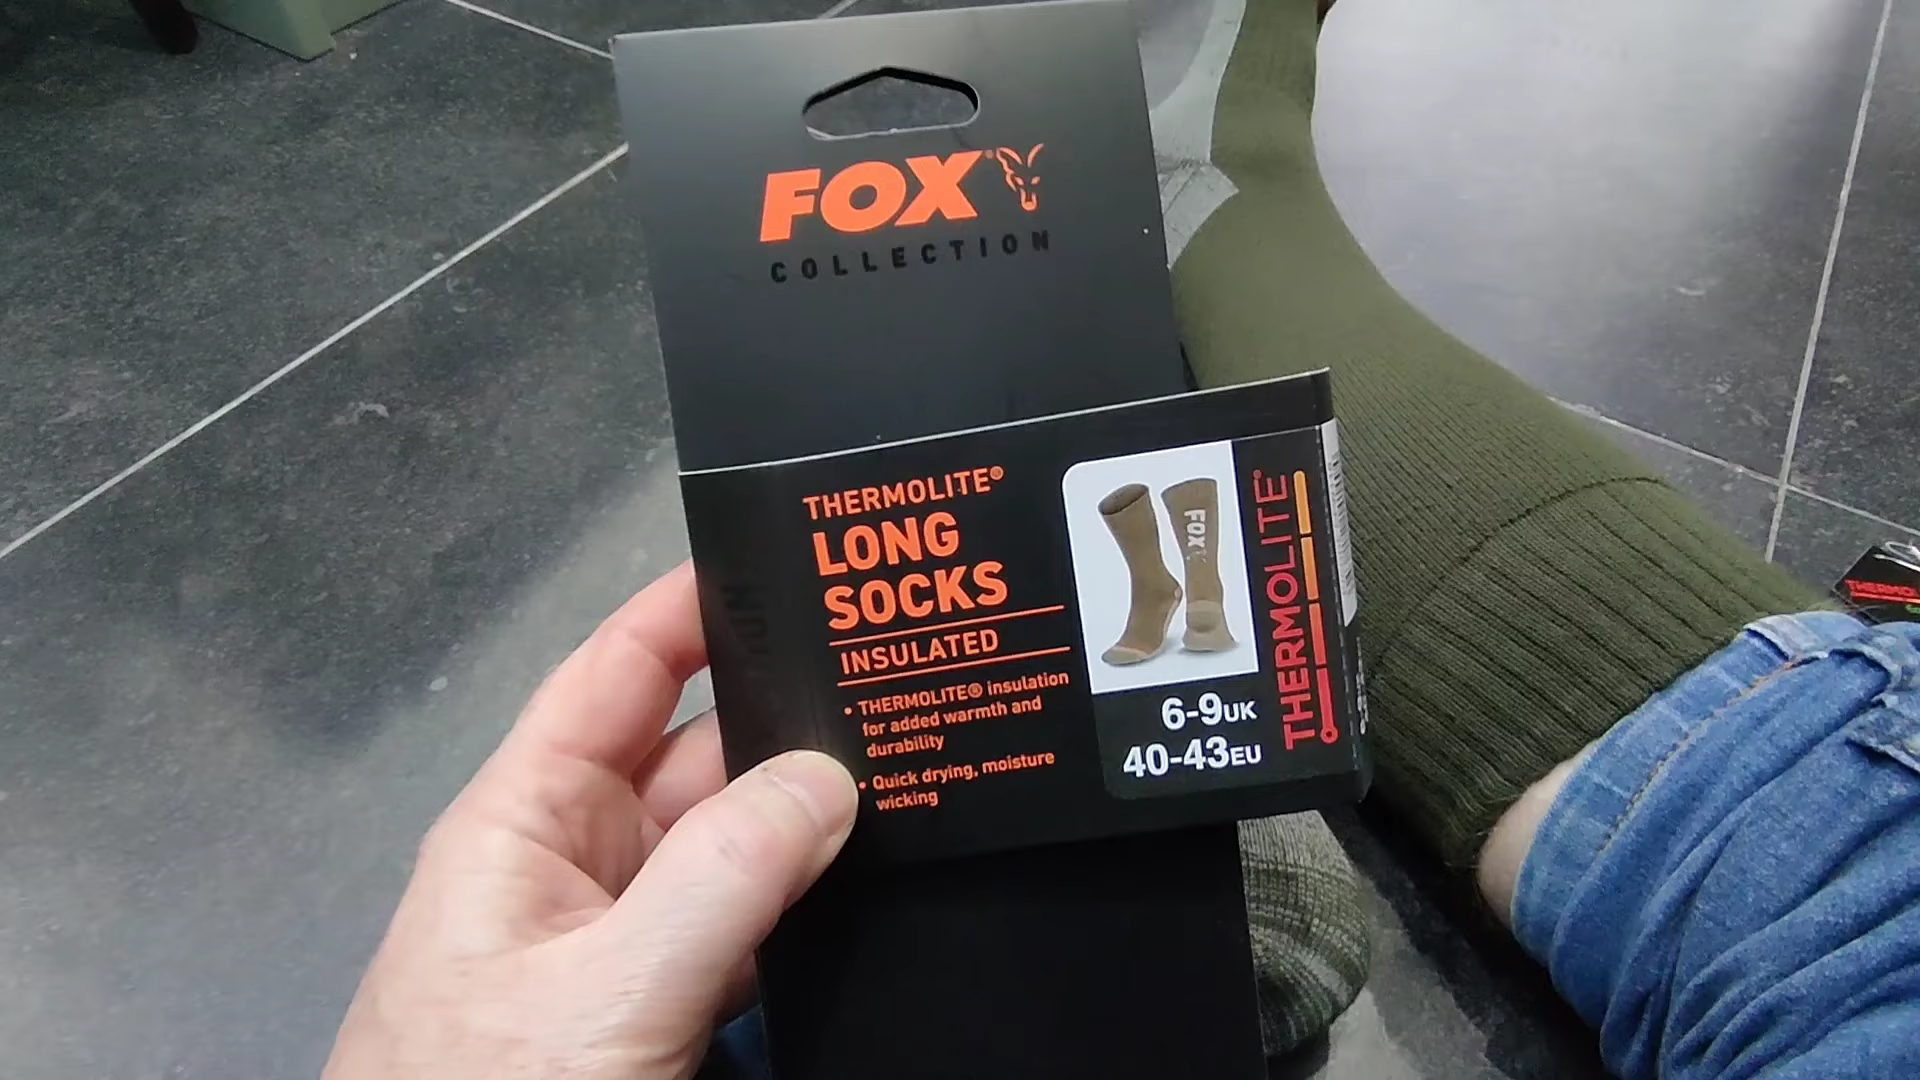 FOX®
COLLECTION
THERMOLITE®
LONG
SOCKS
INSULATED
• THERMOLITE® insulation
for added warmth and
durability
• Quick drying, moisture
wicking
FOX
6-9UK
40-43EU
THERMOLITE®